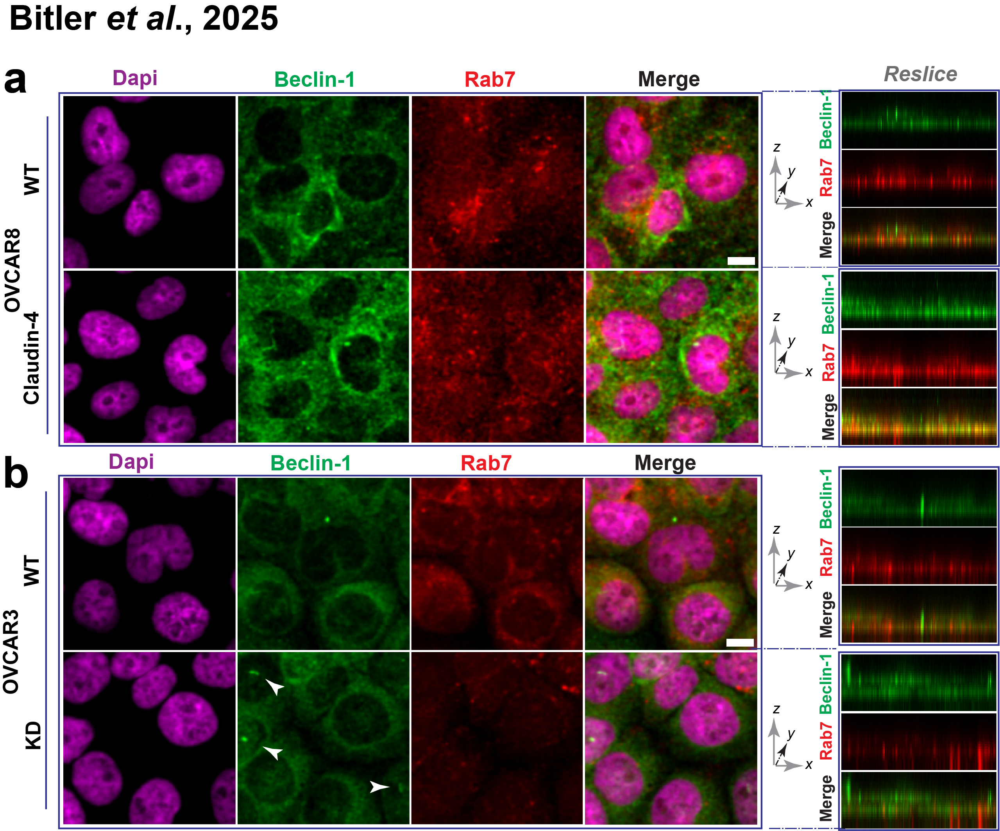 Bitler et al., 2025
a
Dapi
Beclin-1
Rab7
Merge
Reslice
OVCAR8
WT
Claudin-4
z
y
x
Beclin-1
Rab7
Merge
z
y
x
Beclin-1
Rab7
Merge
b
Dapi
Beclin-1
Rab7
Merge
OVCAR3
WT
KD
z
y
x
Beclin-1
Rab7
Merge
z
y
x
Beclin-1
Rab7
Merge